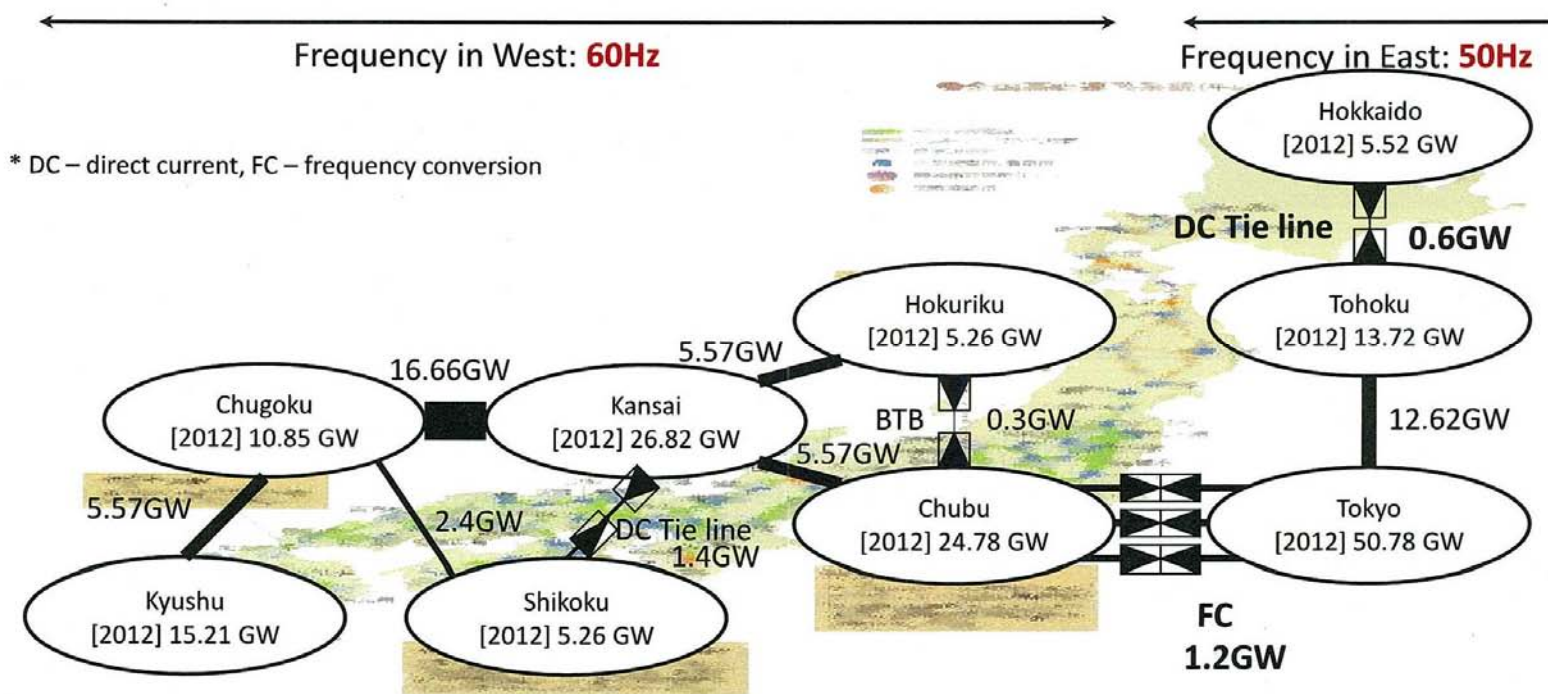 Frequency in West: 60Hz
Frequency in East: 50Hz
* DC – direct current, FC – frequency conversion
Hokkaido
[2012] 5.52 GW
DC Tie line
0.6GW
Hokuriku
[2012] 5.26 GW
Tohoku
[2012] 13.72 GW
5.57GW
16.66GW
Chugoku
[2012] 10.85 GW
Kansai
[2012] 26.82 GW
BTB
0.3GW
12.62GW
5.57GW
5.57GW
2.4GW
DC Tie line
1.4GW
Chubu
[2012] 24.78 GW
Tokyo
[2012] 50.78 GW
Kyushu
[2012] 15.21 GW
Shikoku
[2012] 5.26 GW
FC
1.2GW